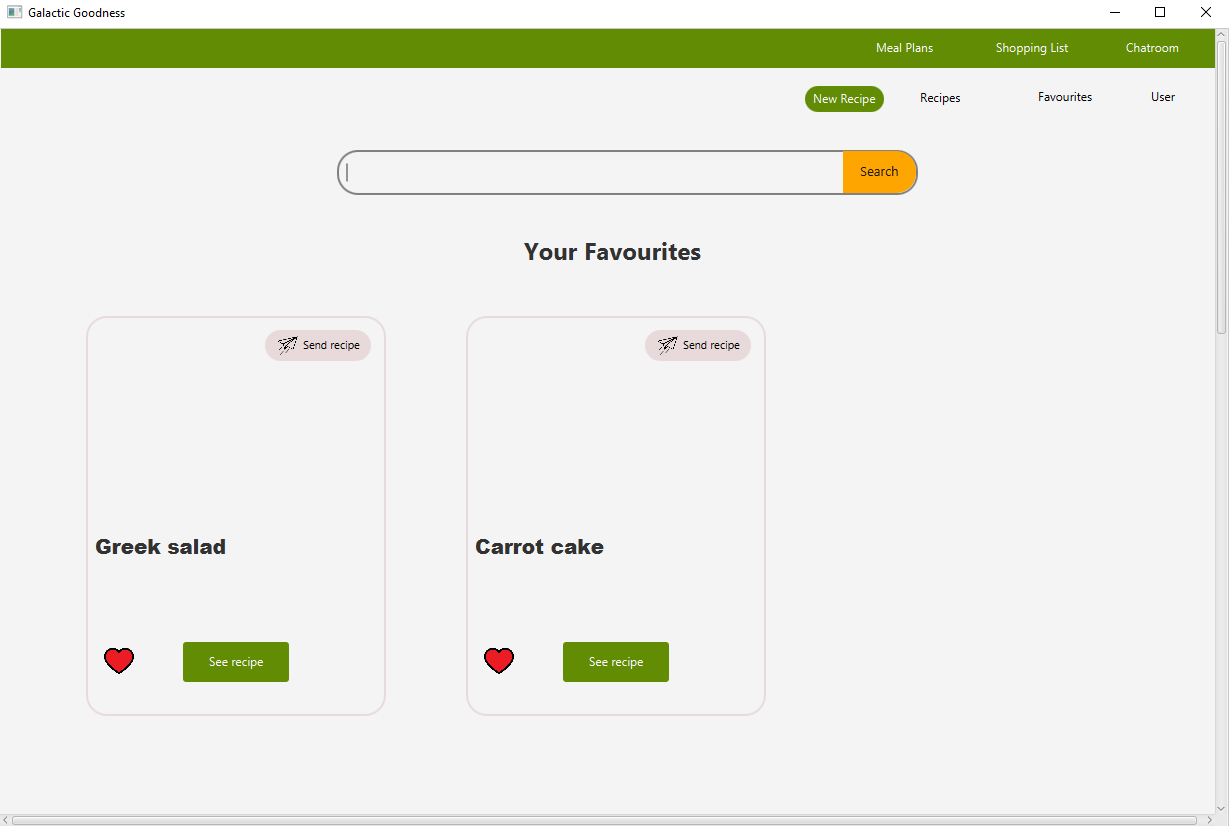 Galactic Goodness
Meal Plans Shopping List Chatroom
New Recipe Recipes Favourites User
Search
Your Favourites
Send recipe Send recipe
Greek salad Carrot cake
See recipe See recipe